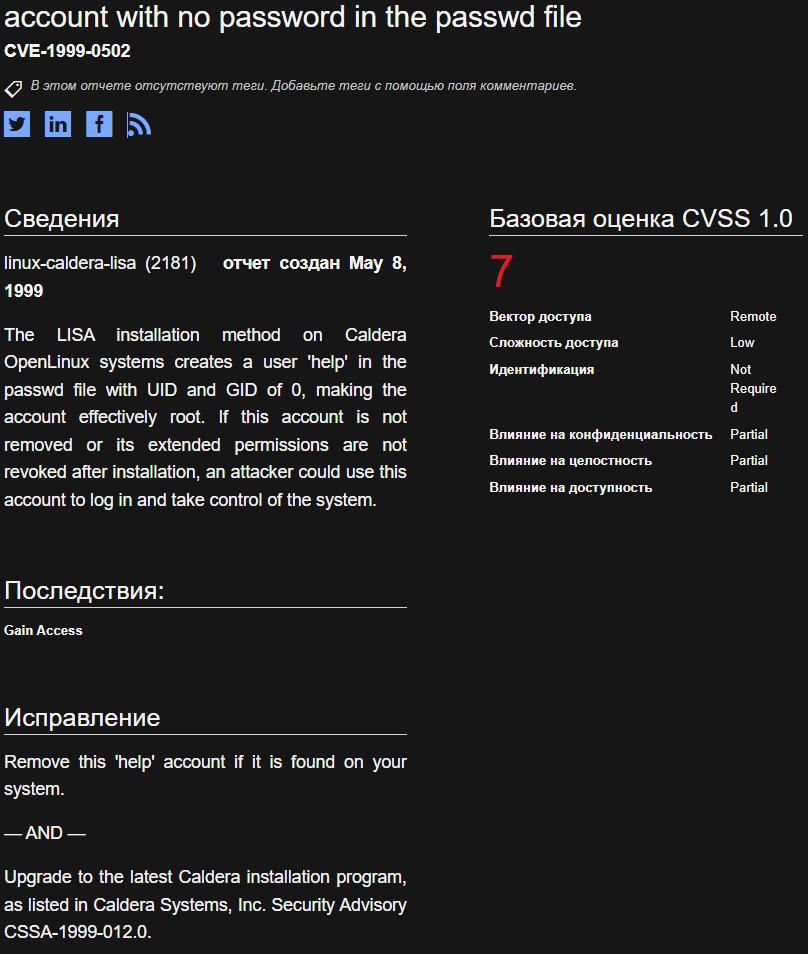 account with no password in the passwd file
CVE-1999-0502
В этом отчете отсутствуют теги. Добавьте теги с помощью поля комментариев.
Сведения
linux-caldera-lisa (2181) отчет создан May 8,
1999
The LISA installation method on Caldera
OpenLinux systems creates a user 'help' in the
passwd file with UID and GID of 0, making the
account effectively root. If this account is not
removed or its extended permissions are not
revoked after installation, an attacker could use this
account to log in and take control of the system.
Последствия:
Gain Access
Исправление
Remove this 'help' account if it is found on your
system.
— AND —
Upgrade to the latest Caldera installation program,
as listed in Caldera Systems, Inc. Security Advisory
CSSA-1999-012.0.
Базовая оценка CVSS 1.0
7
Вектор доступа Remote
Сложность доступа Low
Идентификация Not
Require
d
Влияние на конфиденциальность Partial
Влияние на целостность Partial
Влияние на доступность Partial